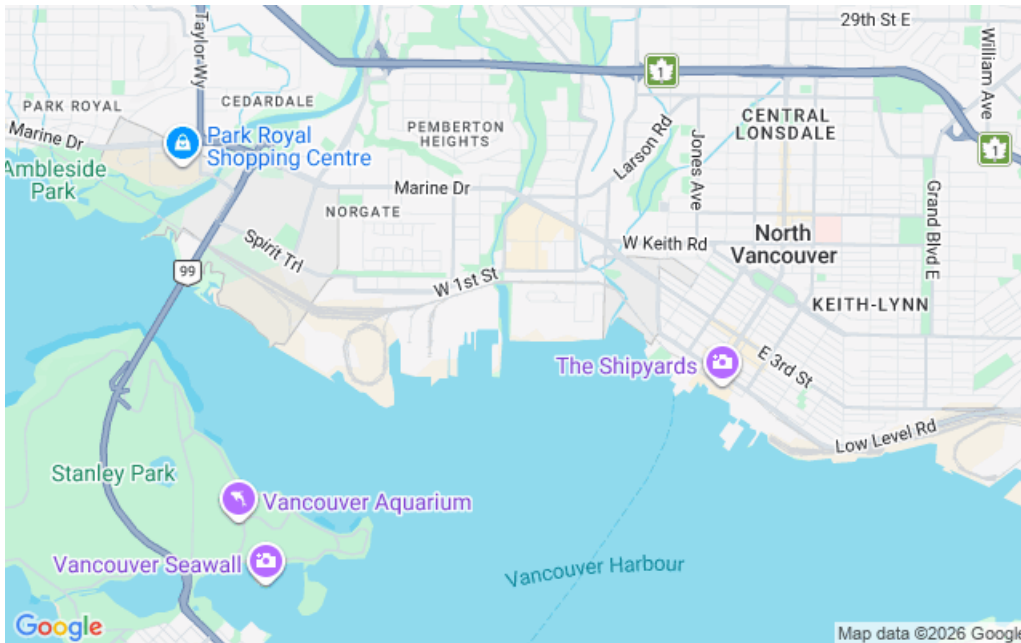 29th St E
Taylor Wy
William Ave
1
PARK ROYAL
CEDARDALE
CENTRAL
LONSDALE
PEMBERTON
HEIGHTS
Marine Dr
Park Royal
Shopping Centre
Larson Rd
Jones Ave
1
Ambleside
Park
Marine Dr
Grand Blvd E
NORGATE
Spirit Trl
W Keith Rd
North
Vancouver
99
W 1st St
KEITH-LYNN
The Shipyards
E 3rd St
Low Level Rd
Stanley Park
Vancouver Aquarium
Vancouver Seawall
Vancouver Harbour
Google
Map data ©2026 Google